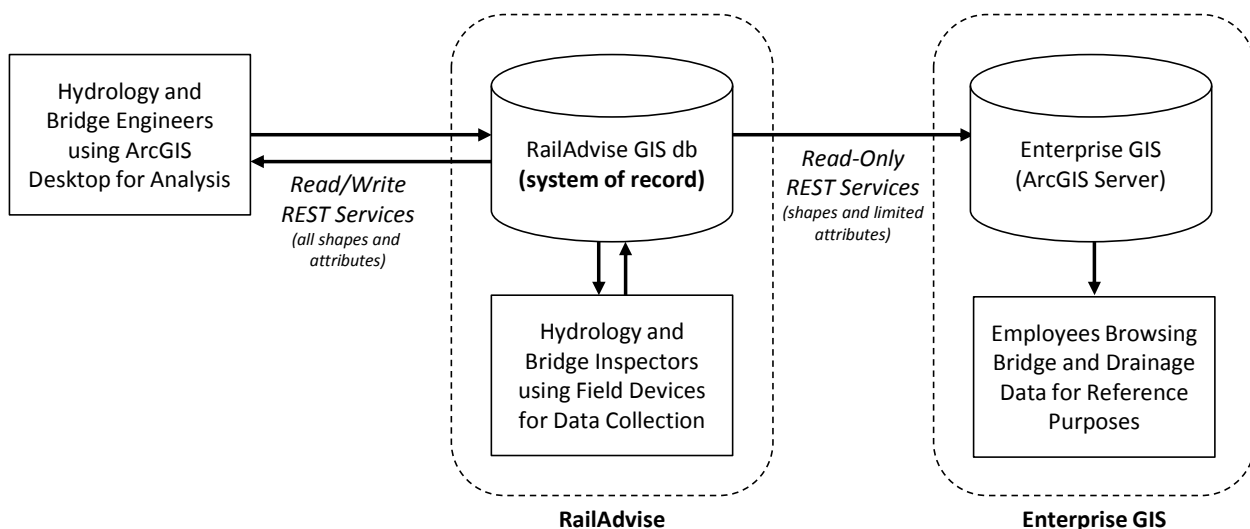 Hydrology and
Bridge Engineers
using ArcGIS
Desktop for Analysis
Read/Write
REST Services
(all shapes and
attributes)
RailAdvise GIS db
(system of record)
Hydrology and
Bridge Inspectors
using Field Devices
for Data Collection
RailAdvise
Read-Only
REST Services
(shapes and limited
attributes)
Enterprise GIS
(ArcGIS Server)
Employees Browsing
Bridge and Drainage
Data for Reference
Purposes
Enterprise GIS